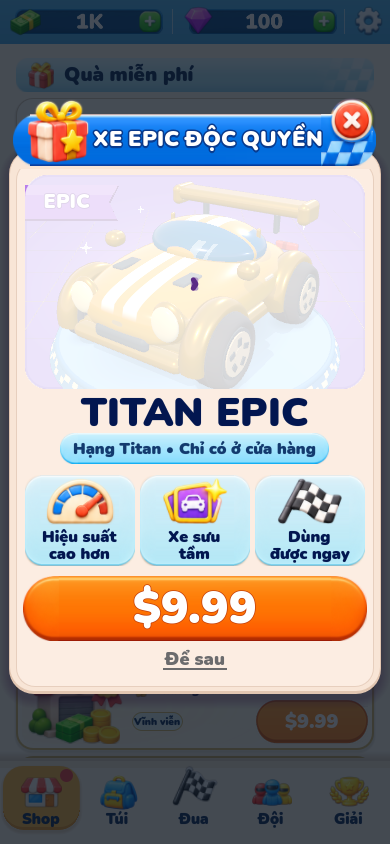 1K
100
Quà miễn phí
XE EPIC ĐỘC QUYỀN
EPIC
TITAN EPIC
Hạng Titan • Chỉ có ở cửa hàng
Hiệu suất
cao hơn
Xe sưu
tầm
Dùng
được ngay
$9.99
Để sau
Vĩnh viễn
$9.99
Shop
Túi
Đua
Đội
Giải